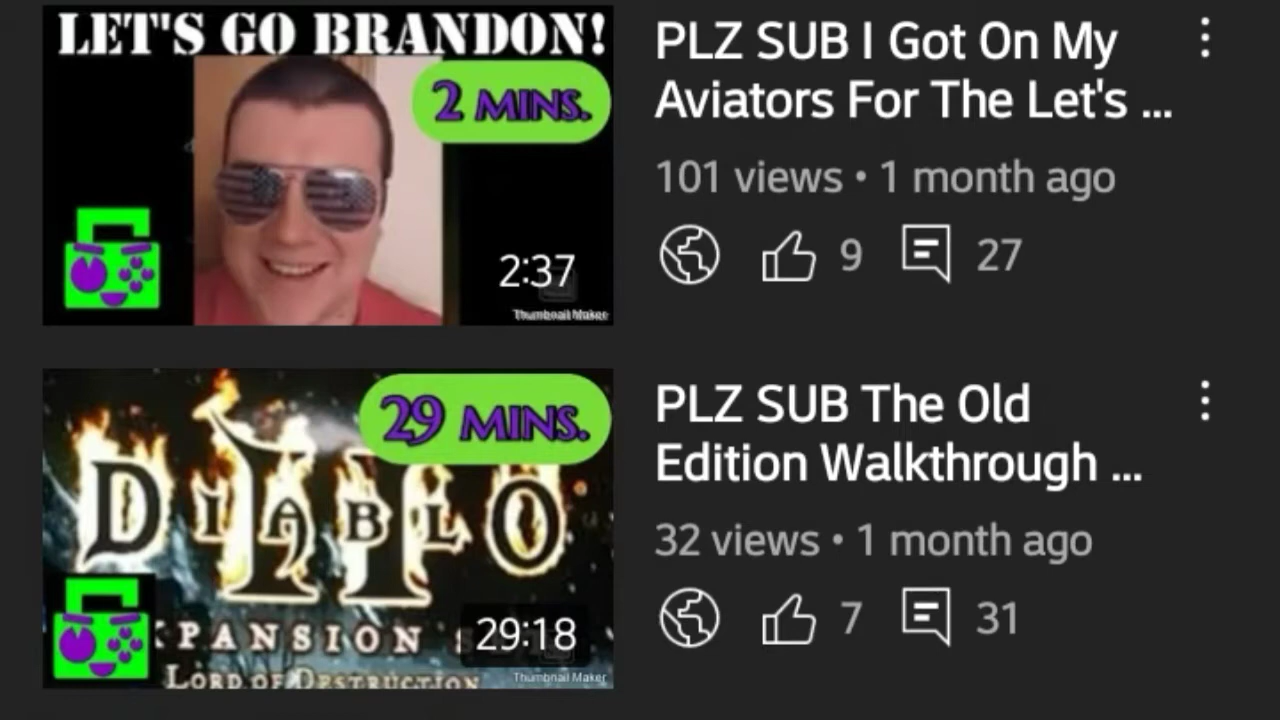 LET'S GO BRANDON!
2 MINS.
2:37
Thumbnail Maker
PLZ SUB I Got On My
Aviators For The Let's ...
101 views • 1 month ago
9
27
29 MINS.
DIABLO
II
XPANSION S
29:18
LORD OF DESTRUCTION
Thumbnail Maker
PLZ SUB The Old
Edition Walkthrough ...
32 views • 1 month ago
7
31